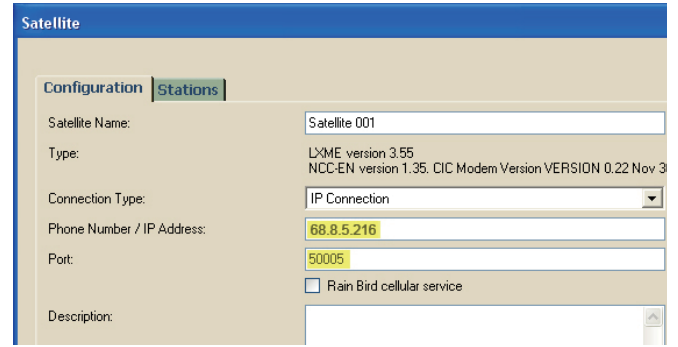 Satellite
Configuration Stations
Satellite Name: Satellite 001
Type: LXME version 3.55
NCC-EN version 1.35. CIC Modem Version VERSION 0.22 Nov
Connection Type: IP Connection
Phone Number / IP Address: 68.8.5.216
Port: 50005
Rain Bird cellular service
Description: